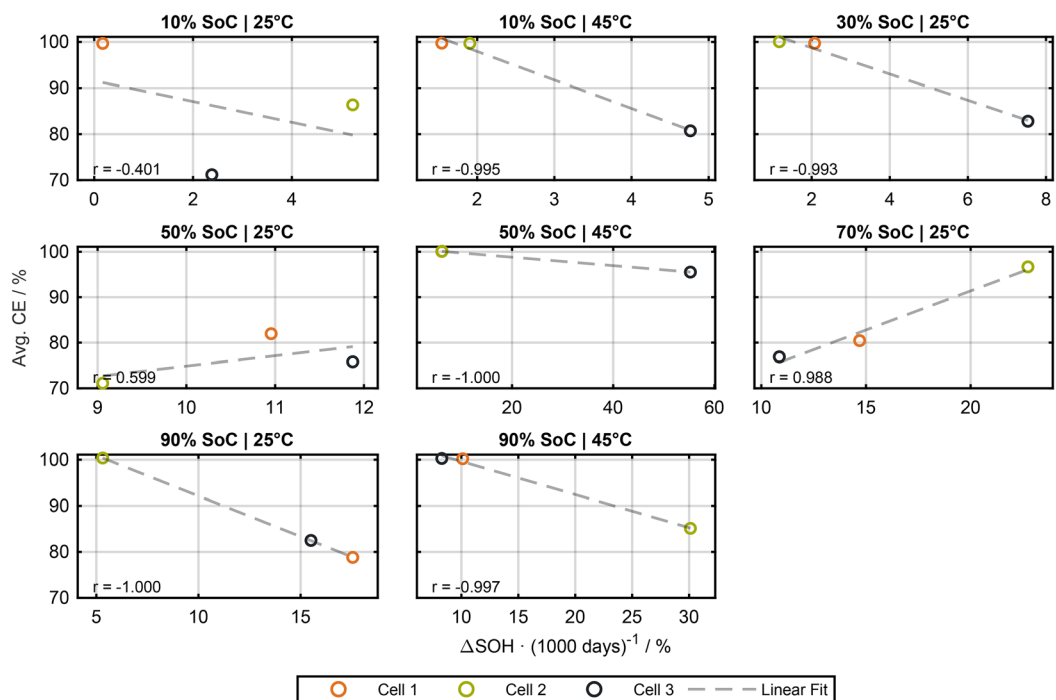 10% SoC | 25°C
100
90
80
70
r = -0.401
0 2 4
10% SoC | 45°C
r = -0.995
2 3 4 5
30% SoC | 25°C
r = -0.993
2 4 6 8
Avg. CE / %
50% SoC | 25°C
100
90
80
70
r = 0.599
9 10 11 12
50% SoC | 45°C
r = -1.000
20 40 60
70% SoC | 25°C
r = 0.988
10 15 20
90% SoC | 25°C
100
90
80
70
r = -1.000
5 10 15
90% SoC | 45°C
r = -0.997
10 15 20 25 30
ΔSOH · (1000 days)⁻¹ / %
Cell 1 Cell 2 Cell 3 Linear Fit